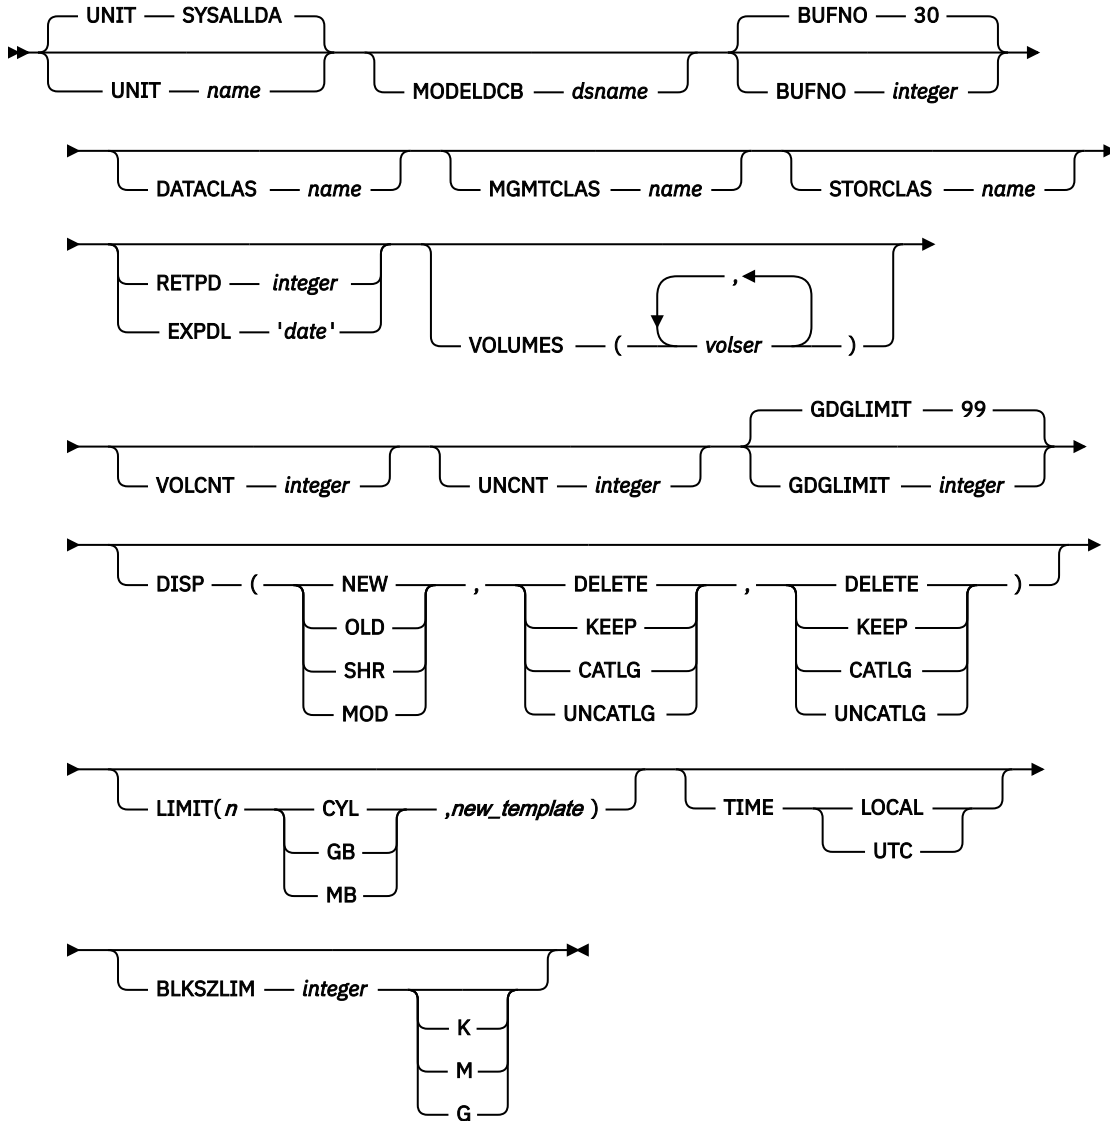 UNIT SYSALLDA BUFNO 30
UNIT name MODELDCB dsname BUFNO integer
DATACLAS name MGMTCLAS name STORCLAS name
RETPD integer ,
EXPDL 'date'
VOLUMES ( volser )
GDGLIMIT 99
VOLCNT integer UNCNT integer GDGLIMIT integer
DISP ( NEW , DELETE , DELETE )
OLD KEEP KEEP
SHR CATLG CATLG
MOD UNCATLG UNCATLG
LIMIT(n CYL ,new_template ) TIME LOCAL
GB UTC
MB
BLKSZLIM integer
K
M
G